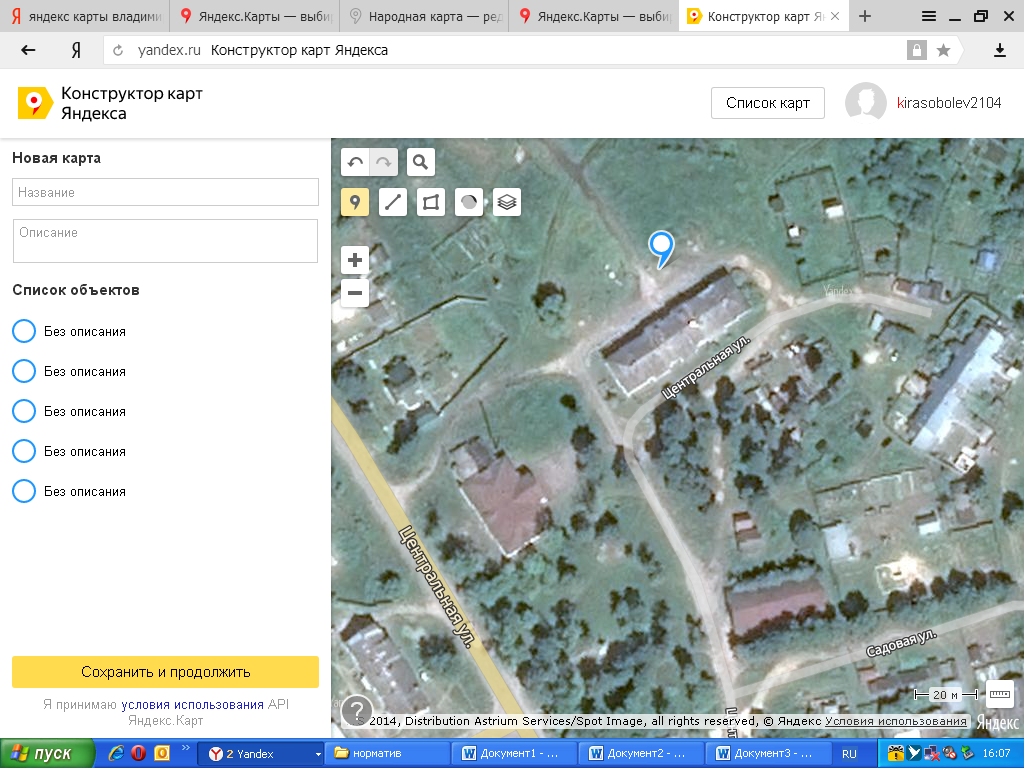 яндекс карты владими
Яндекс.Карты — выби
Народная карта — ред
Яндекс.Карты — выби
Конструктор карт Я
yandex.ru Конструктор карт Яндекса
Конструктор карт
Яндекса
Список карт
kirasobolev2104
Новая карта
Название
Описание
Список объектов
Без описания
Без описания
Без описания
Без описания
Без описания
Сохранить и продолжить
Я принимаю условия использования API
Яндекс.Карт
Yandex
Центральная ул.
Центральная ул.
Садовая ул.
20 м
?
2014, Distribution Astrium Services/Spot Image, all rights reserved, © Яндекс Условия использования
Яндекс
пуск
2 Yandex
норматив
Документ1 - ...
Документ2 - ...
Документ3 - ...
RU
16:07